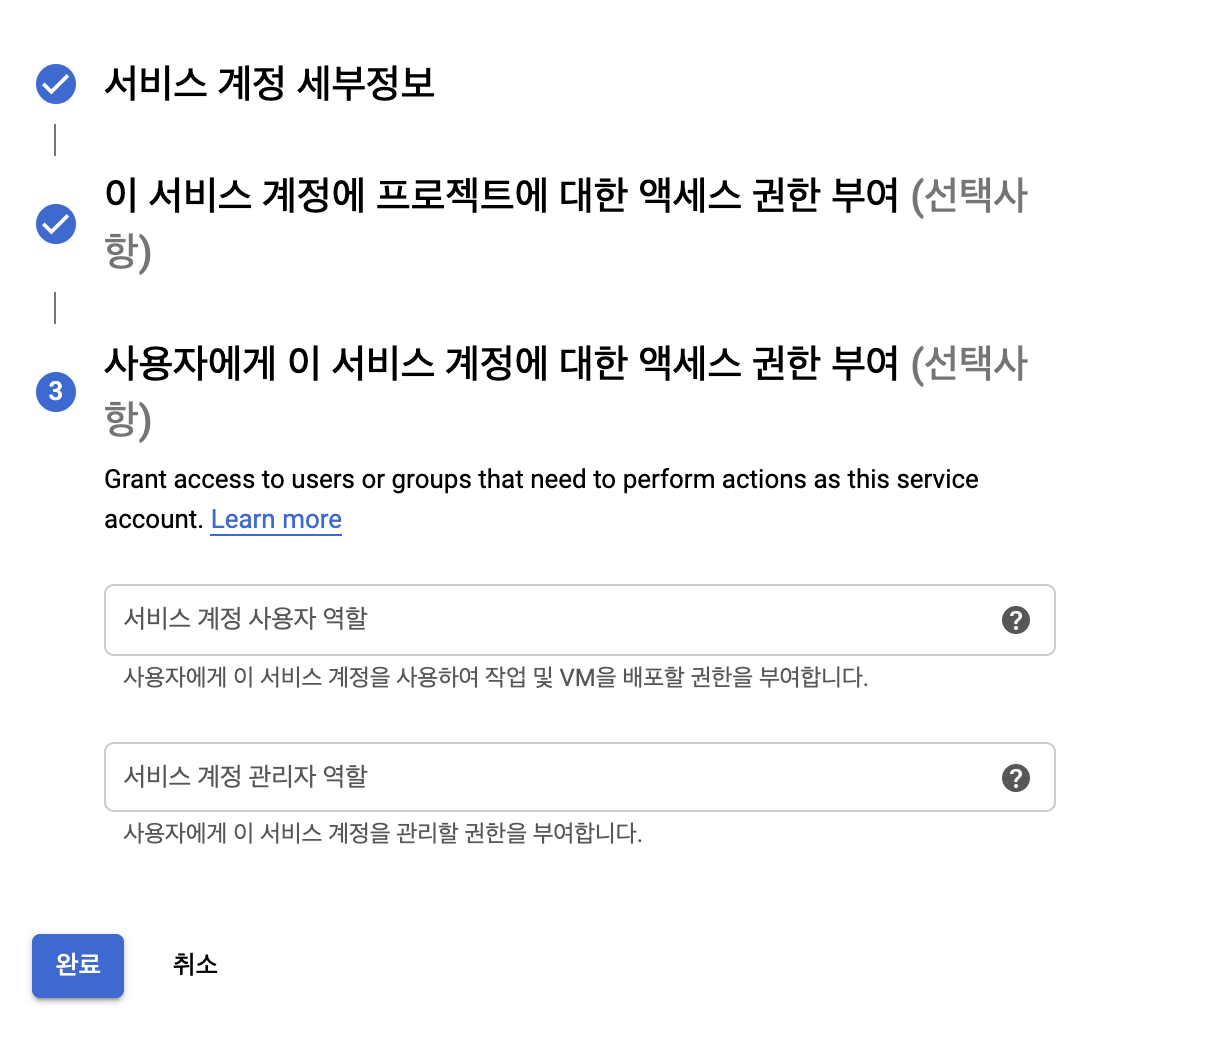 서비스 계정 세부정보
이 서비스 계정에 프로젝트에 대한 액세스 권한 부여 (선택사
항)
3
사용자에게 이 서비스 계정에 대한 액세스 권한 부여 (선택사
항)
Grant access to users or groups that need to perform actions as this service
account. Learn more
서비스 계정 사용자 역할
?
사용자에게 이 서비스 계정을 사용하여 작업 및 VM을 배포할 권한을 부여합니다.
서비스 계정 관리자 역할
?
사용자에게 이 서비스 계정을 관리할 권한을 부여합니다.
완료 취소